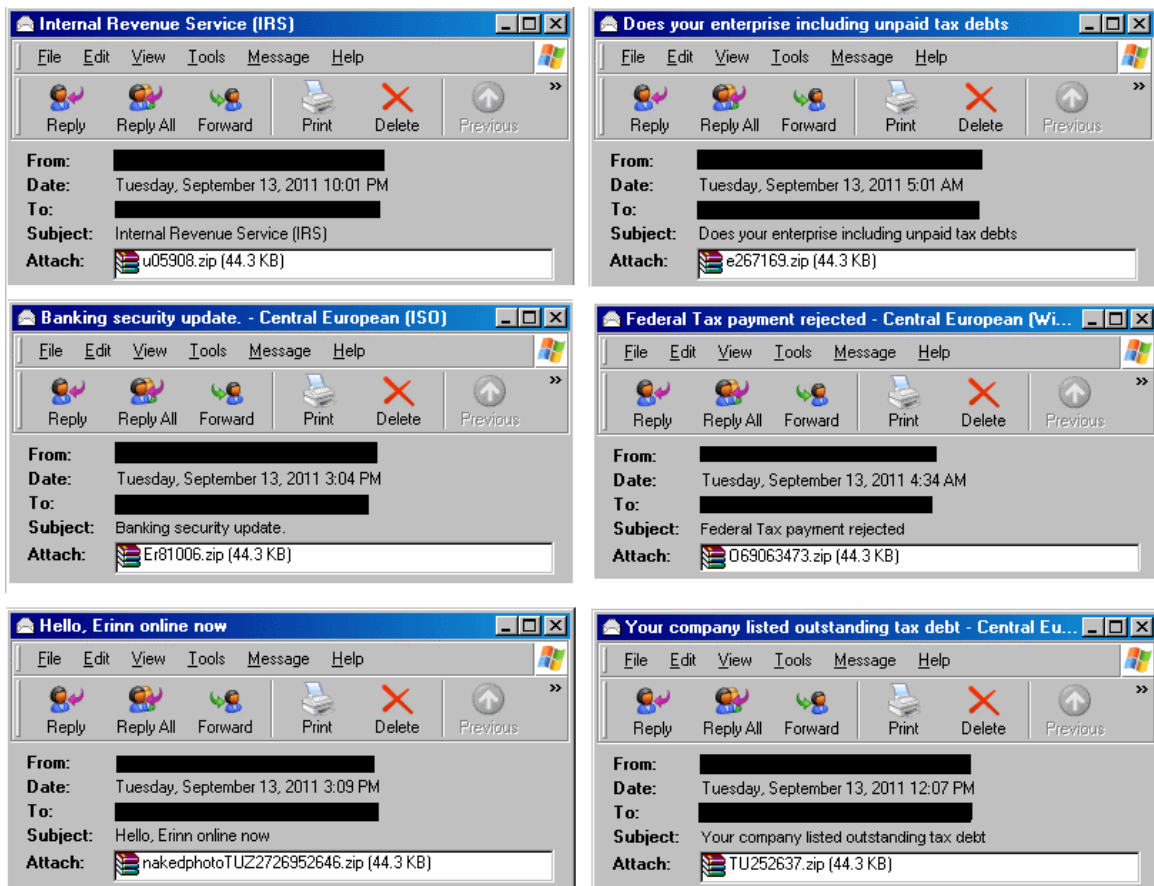 Internal Revenue Service (IRS)
File Edit View Tools Message Help
Reply Reply All Forward Print Delete Previous »
From:
Date: Tuesday, September 13, 2011 10:01 PM
To:
Subject: Internal Revenue Service (IRS)
Attach: u05908.zip (44.3 KB)
Does your enterprise including unpaid tax debts
File Edit View Tools Message Help
Reply Reply All Forward Print Delete Previous »
From:
Date: Tuesday, September 13, 2011 5:01 AM
To:
Subject: Does your enterprise including unpaid tax debts
Attach: e267169.zip (44.3 KB)
Banking security update. - Central European (ISO)
File Edit View Tools Message Help
Reply Reply All Forward Print Delete Previous »
From:
Date: Tuesday, September 13, 2011 3:04 PM
To:
Subject: Banking security update.
Attach: Er81006.zip (44.3 KB)
Federal Tax payment rejected - Central European (Wi...
File Edit View Tools Message Help
Reply Reply All Forward Print Delete Previous »
From:
Date: Tuesday, September 13, 2011 4:34 AM
To:
Subject: Federal Tax payment rejected
Attach: O69063473.zip (44.3 KB)
Hello, Erinn online now
File Edit View Tools Message Help
Reply Reply All Forward Print Delete Previous »
From:
Date: Tuesday, September 13, 2011 3:09 PM
To:
Subject: Hello, Erinn online now
Attach: nakedphotoTUZ2726952646.zip (44.3 KB)
Your company listed outstanding tax debt - Central Eu...
File Edit View Tools Message Help
Reply Reply All Forward Print Delete Previous »
From:
Date: Tuesday, September 13, 2011 12:07 PM
To:
Subject: Your company listed outstanding tax debt
Attach: TU252637.zip (44.3 KB)